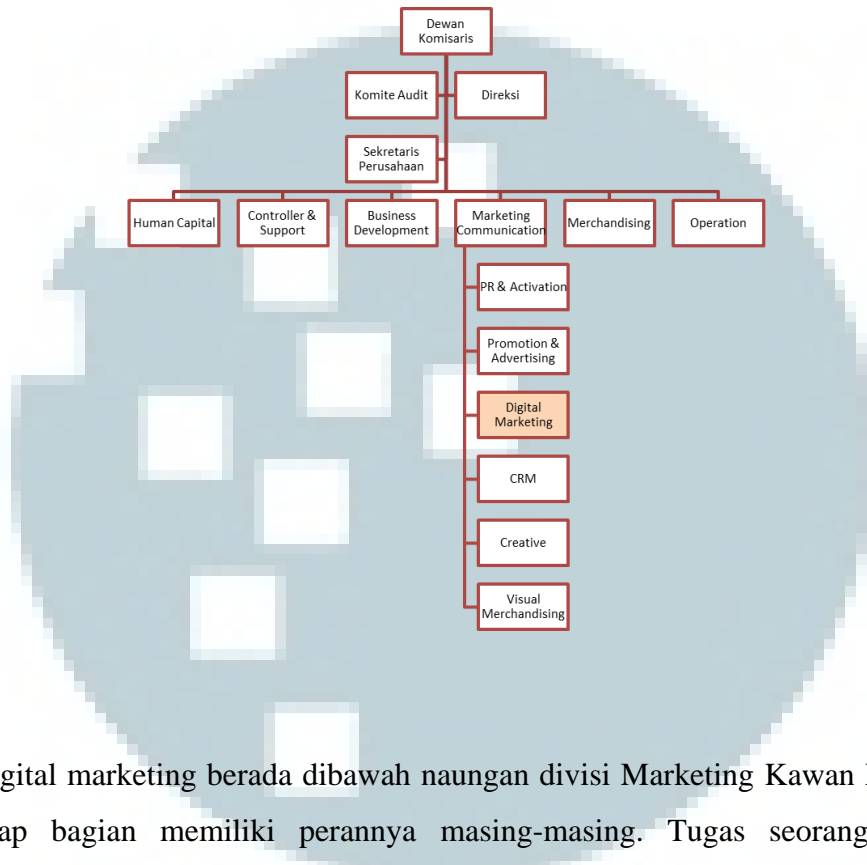 Dewan
Komisaris
Komite Audit
Direksi
Sekretaris
Perusahaan
Human Capital
Controller &
Support
Business
Development
Marketing
Communication
Merchandising
Operation
PR & Activation
Promotion &
Advertising
Digital
Marketing
CRM
Creative
Visual
Merchandising
gital marketing berada dibawah naungan divisi Marketing Kawan
ap bagian memiliki perannya masing-masing. Tugas seorang